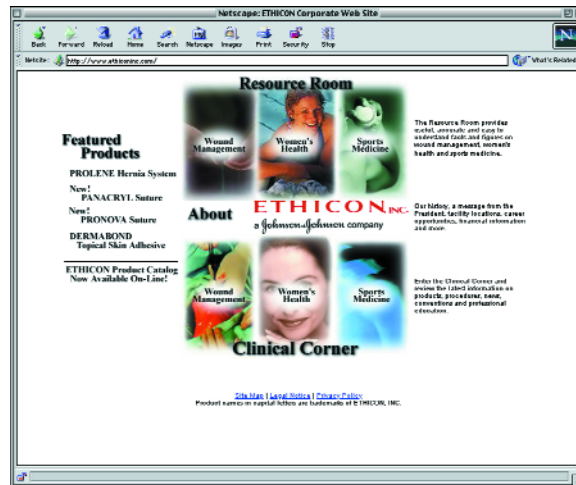 Netscape: ETHICON Corporate Web Site
Back Forward Reload Home Search Netscape Images Print Security Stop
N
Netsite: http://www.ethiconinc.com/ What's Related
Resource Room
Wound
Management
Women's
Health
Sports
Medicine
The Resource Room provides
useful, accurate and easy to
understand facts and figures on
wound management, women's
health and sports medicine.
Featured
Products
PROLENE Hernia System
New!
PANACRYL Suture
New!
PRONOVA Suture
DERMABOND
Topical Skin Adhesive
ETHICON Product Catalog
Now Available On-Line!
About
ETHICON INC.
a Johnson & Johnson company
Our history, a message from the
President, facility locations, career
opportunities, financial information
and more.
Wound
Management
Women's
Health
Sports
Medicine
Enter the Clinical Corner and
review the latest information on
products, procedures, news,
conventions and professional
education.
Clinical Corner
Site Map | Legal Notice | Privacy Policy
Product names in capital letters are trademarks of ETHICON, INC.